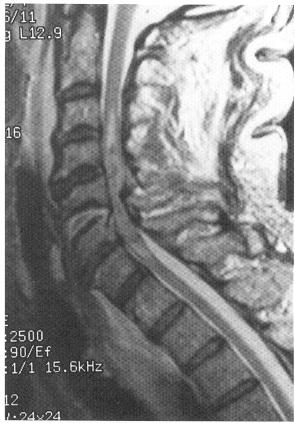 6/11
g L12.9
16
E
:2500
:90/Ef
:1/1 15.6kHz
12
/:24x24